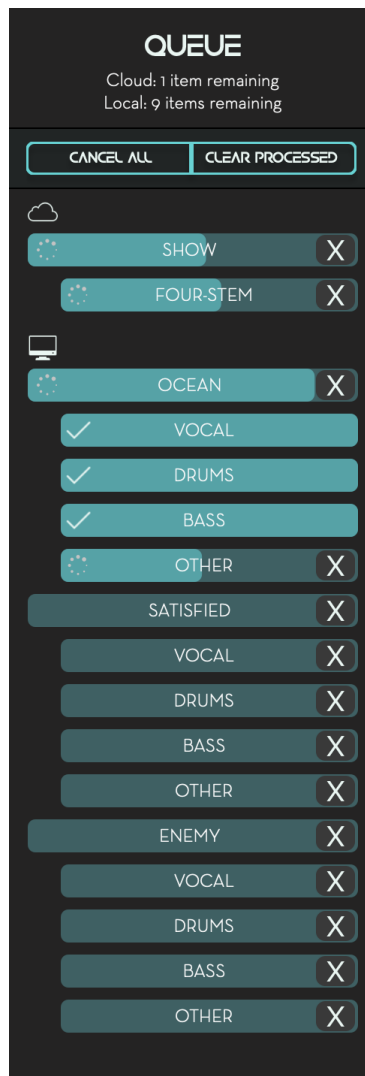 QUEUE
Cloud: 1 item remaining
Local: 9 items remaining
CANCEL ALL
CLEAR PROCESSED
SHOW X
FOUR-STEM X
OCEAN X
VOCAL
DRUMS
BASS
OTHER X
SATISFIED X
VOCAL X
DRUMS X
BASS X
OTHER X
ENEMY X
VOCAL X
DRUMS X
BASS X
OTHER X